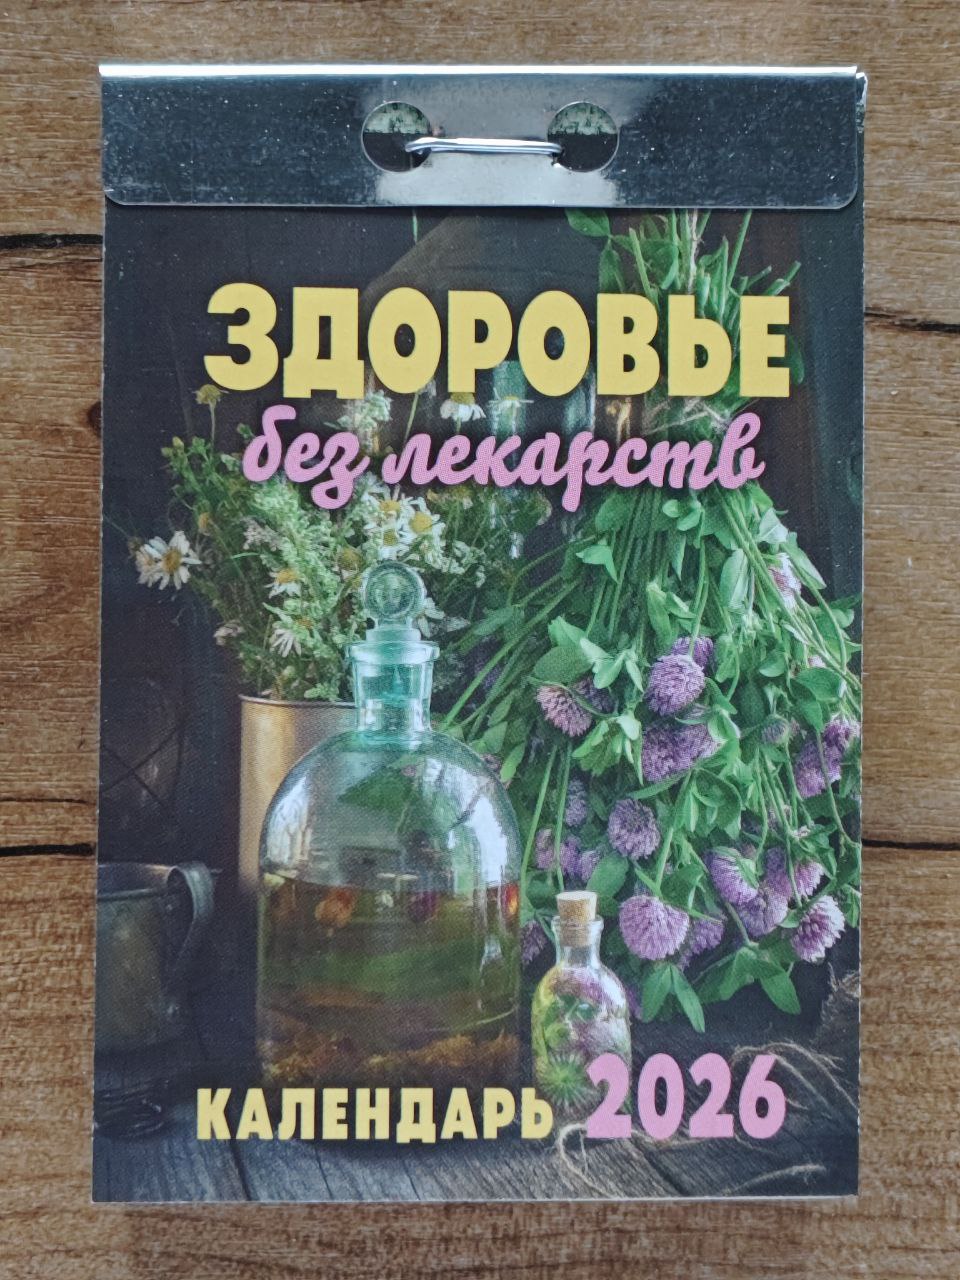 ЗДОРОВЬЕ
без лекарств
КАЛЕНДАРЬ 2026